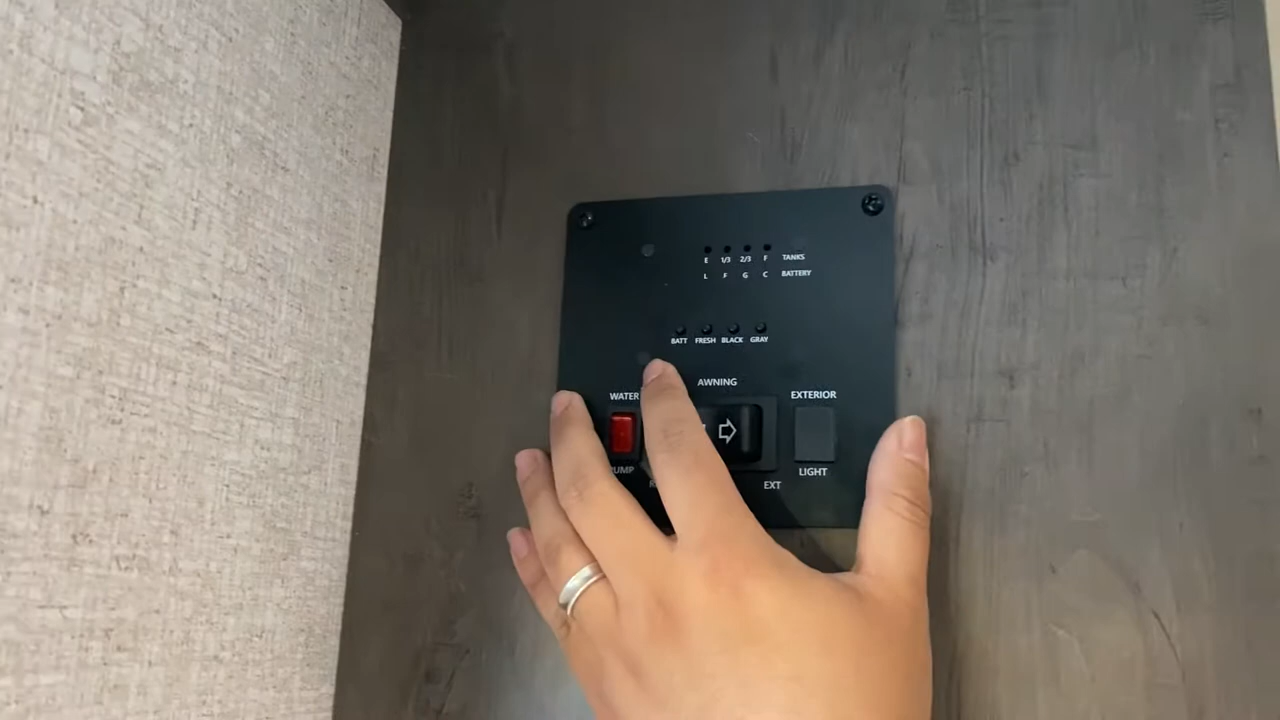 E 1/3 2/3 F TANKS
L F G C BATTERY
BATT FRESH BLACK GRAY
AWNING
WATER
EXTERIOR
LIGHT
EXT